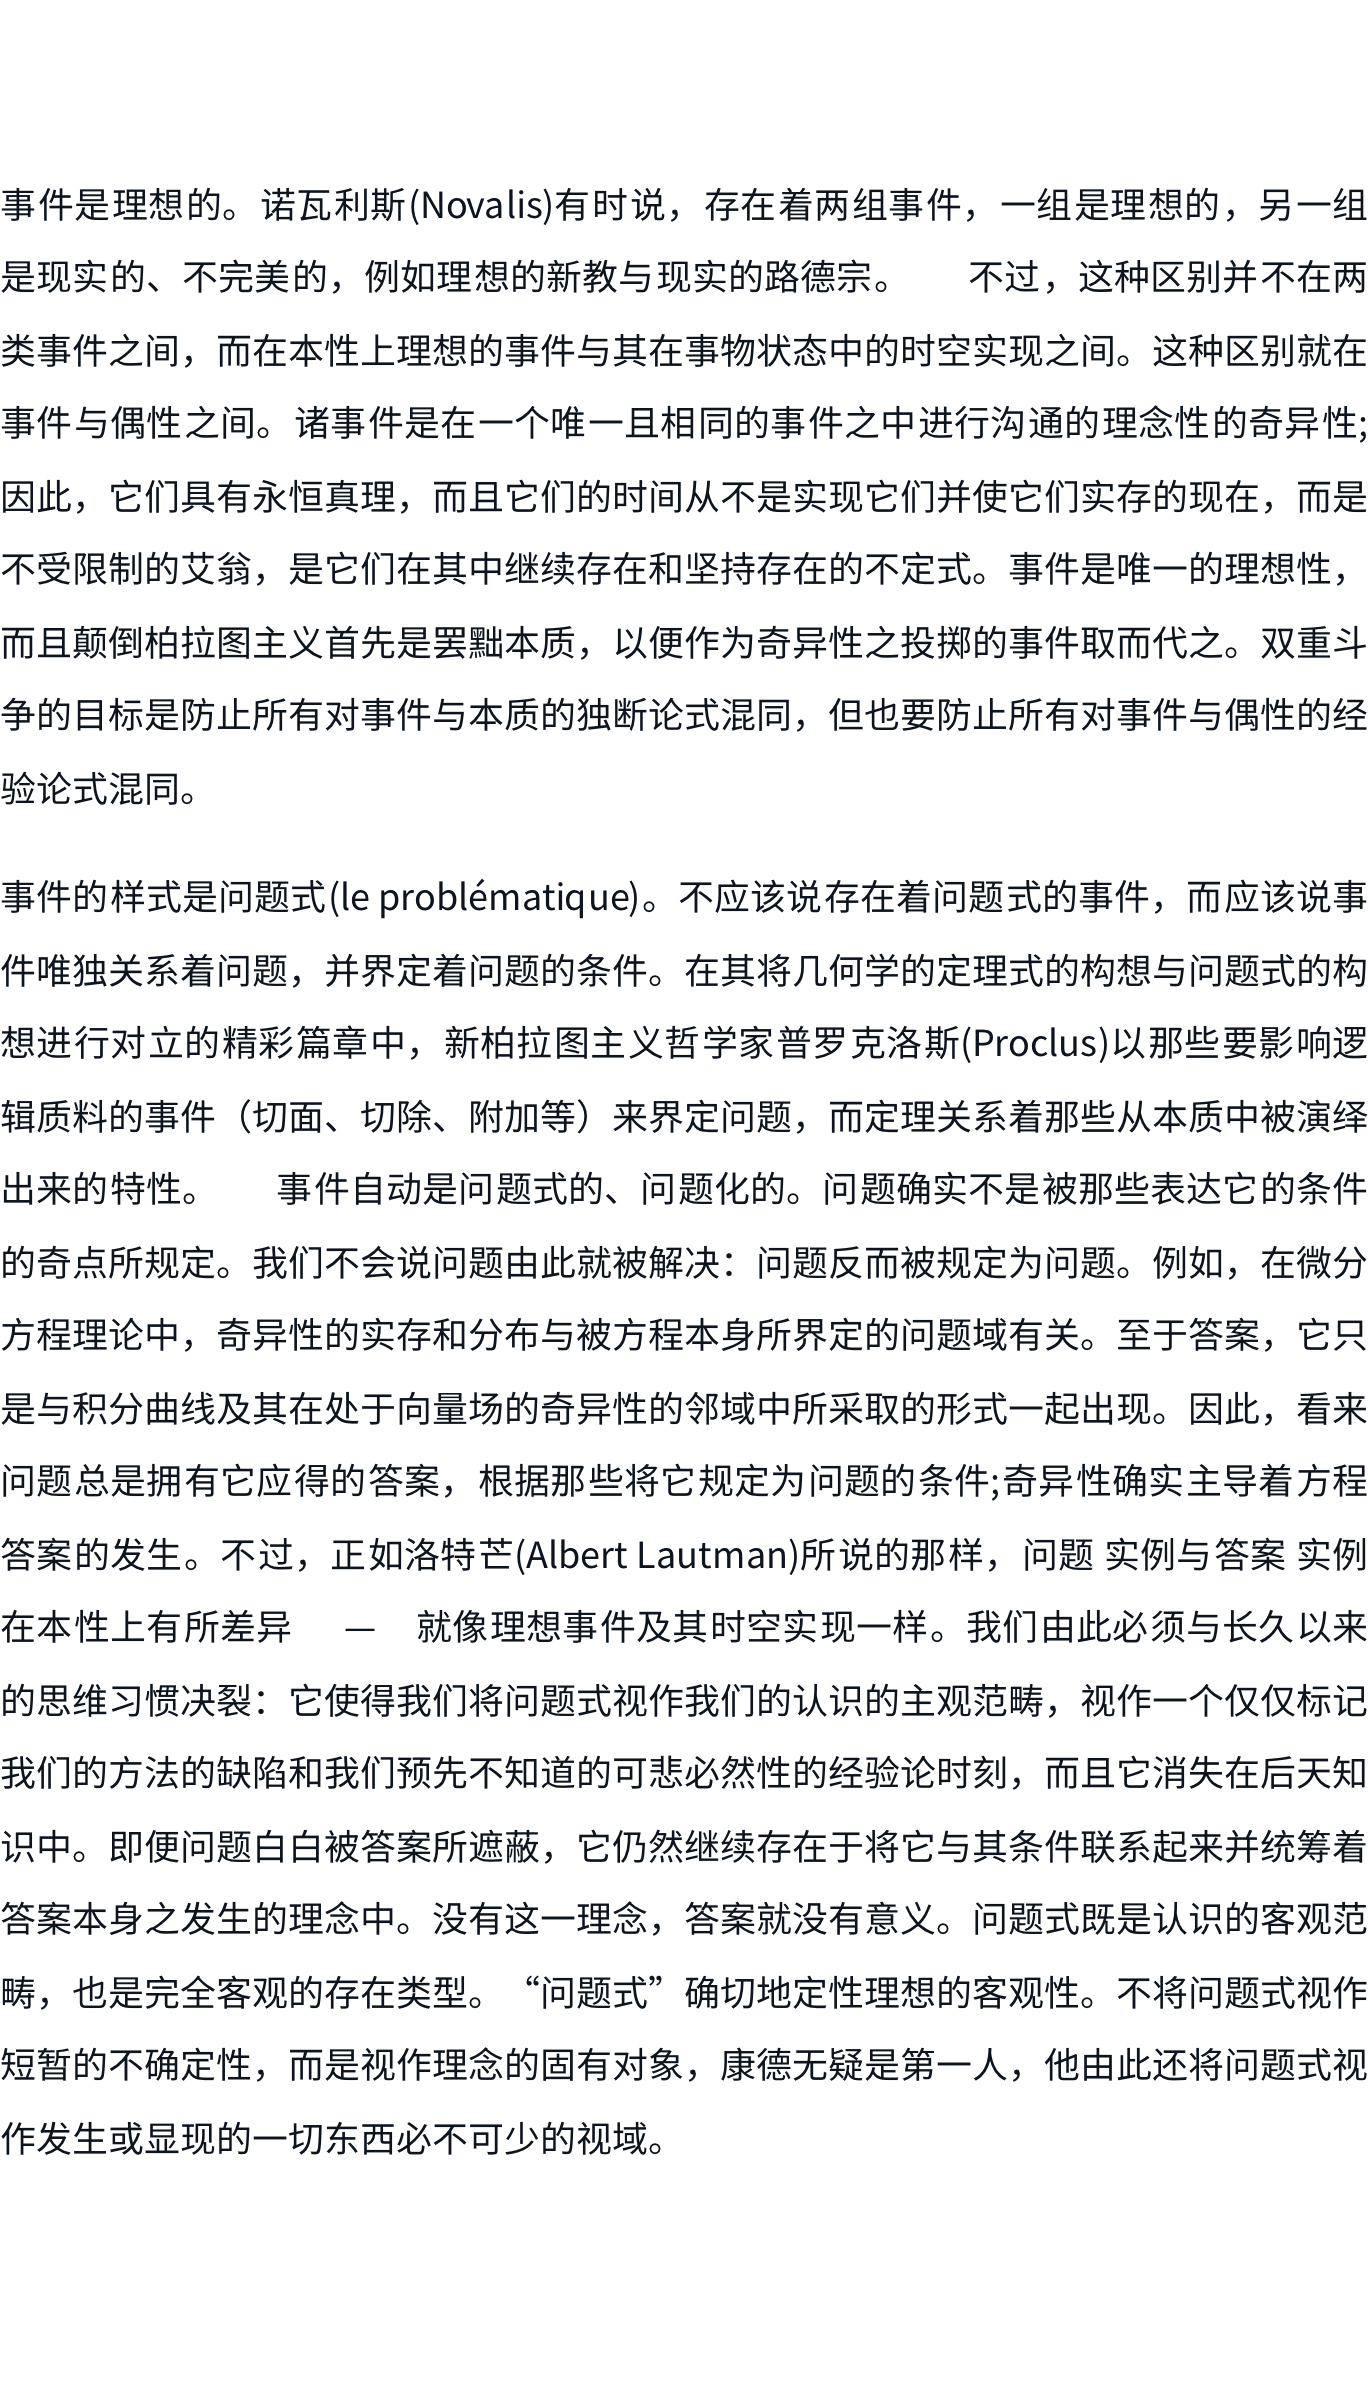 事件是理想的。诺瓦利斯(Novalis)有时说，存在着两组事件，一组是理想的，另一组
是现实的、不完美的，例如理想的新教与现实的路德宗。　　不过，这种区别并不在两
类事件之间，而在本性上理想的事件与其在事物状态中的时空实现之间。这种区别就在
事件与偶性之间。诸事件是在一个唯一且相同的事件之中进行沟通的理念性的奇异性;
因此，它们具有永恒真理，而且它们的时间从不是实现它们并使它们实存的现在，而是
不受限制的艾翁，是它们在其中继续存在和坚持存在的不定式。事件是唯一的理想性，
而且颠倒柏拉图主义首先是罢黜本质，以便作为奇异性之投掷的事件取而代之。双重斗
争的目标是防止所有对事件与本质的独断论式混同，但也要防止所有对事件与偶性的经
验论式混同。
事件的样式是问题式(le problématique)。不应该说存在着问题式的事件，而应该说事
件唯独关系着问题，并界定着问题的条件。在其将几何学的定理式的构想与问题式的构
想进行对立的精彩篇章中，新柏拉图主义哲学家普罗克洛斯(Proclus)以那些要影响逻
辑质料的事件（切面、切除、附加等）来界定问题，而定理关系着那些从本质中被演绎
出来的特性。　　事件自动是问题式的、问题化的。问题确实不是被那些表达它的条件
的奇点所规定。我们不会说问题由此就被解决：问题反而被规定为问题。例如，在微分
方程理论中，奇异性的实存和分布与被方程本身所界定的问题域有关。至于答案，它只
是与积分曲线及其在处于向量场的奇异性的邻域中所采取的形式一起出现。因此，看来
问题总是拥有它应得的答案，根据那些将它规定为问题的条件;奇异性确实主导着方程
答案的发生。不过，正如洛特芒(Albert Lautman)所说的那样，问题 实例与答案 实例
在本性上有所差异　—　就像理想事件及其时空实现一样。我们由此必须与长久以来
的思维习惯决裂：它使得我们将问题式视作我们的认识的主观范畴，视作一个仅仅标记
我们的方法的缺陷和我们预先不知道的可悲必然性的经验论时刻，而且它消失在后天知
识中。即便问题白白被答案所遮蔽，它仍然继续存在于将它与其条件联系起来并统筹着
答案本身之发生的理念中。没有这一理念，答案就没有意义。问题式既是认识的客观范
畴，也是完全客观的存在类型。“问题式”确切地定性理想的客观性。不将问题式视作
短暂的不确定性，而是视作理念的固有对象，康德无疑是第一人，他由此还将问题式视
作发生或显现的一切东西必不可少的视域。